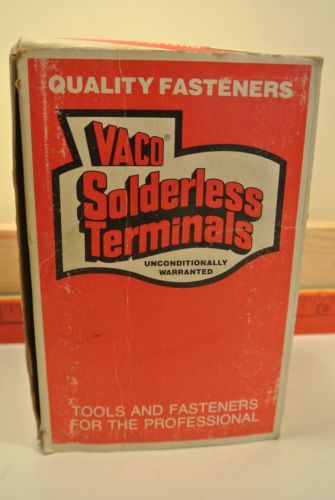 QUALITY FASTENERS
VACO®
Solderless
Terminals
UNCONDITIONALLY
WARRANTED
TOOLS AND FASTENERS
FOR THE PROFESSIONAL